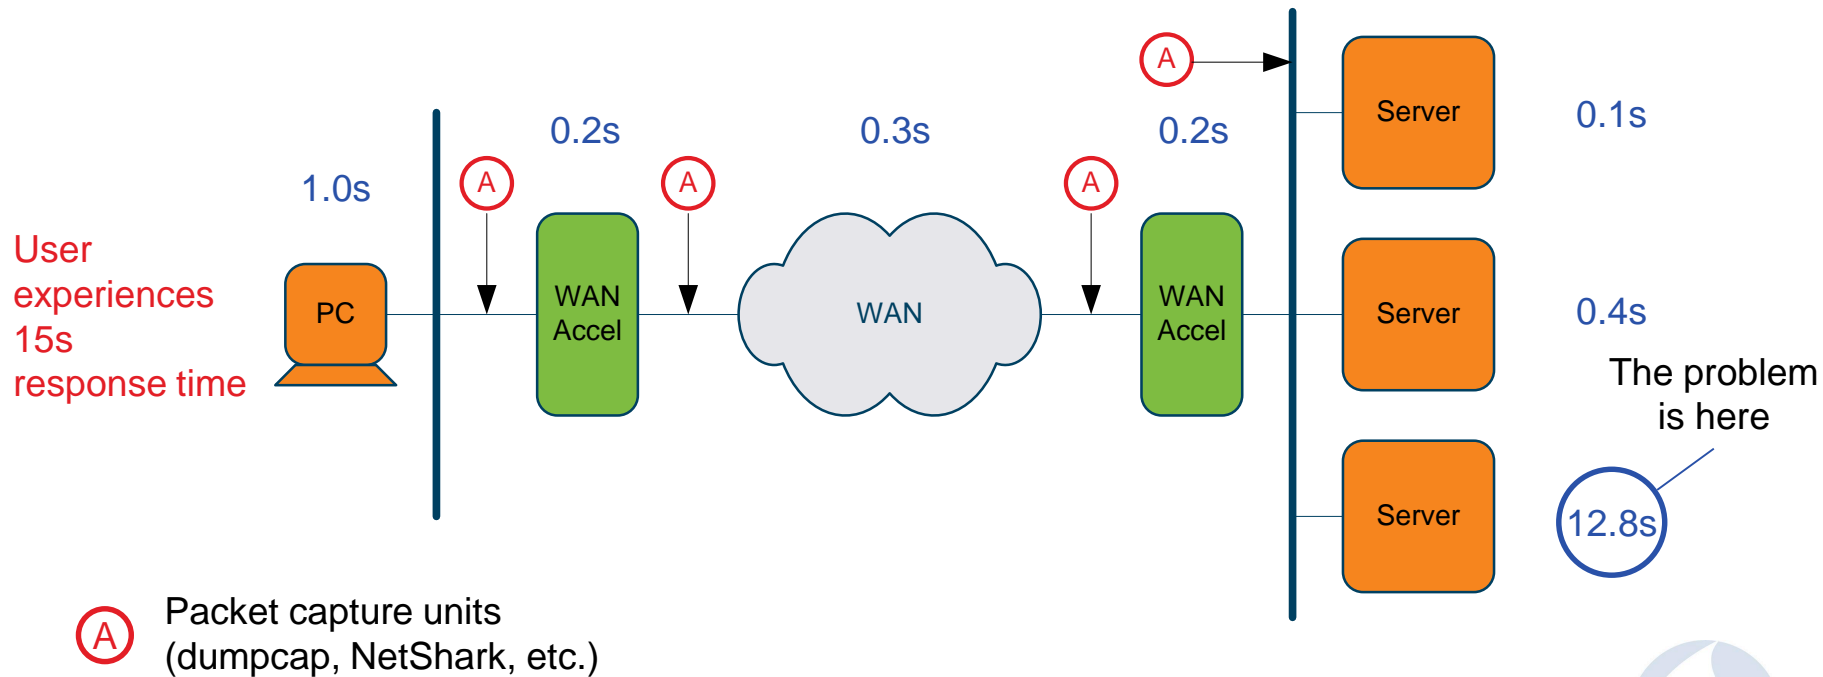 A
0.2s
0.3s
0.2s
Server
0.1s
1.0s
A
A
A
User
experiences
15s
response time
PC
WAN
Accel
WAN
WAN
Accel
Server
0.4s
The problem
is here
Server
12.8s
A
Packet capture units
(dumpcap, NetShark, etc.)